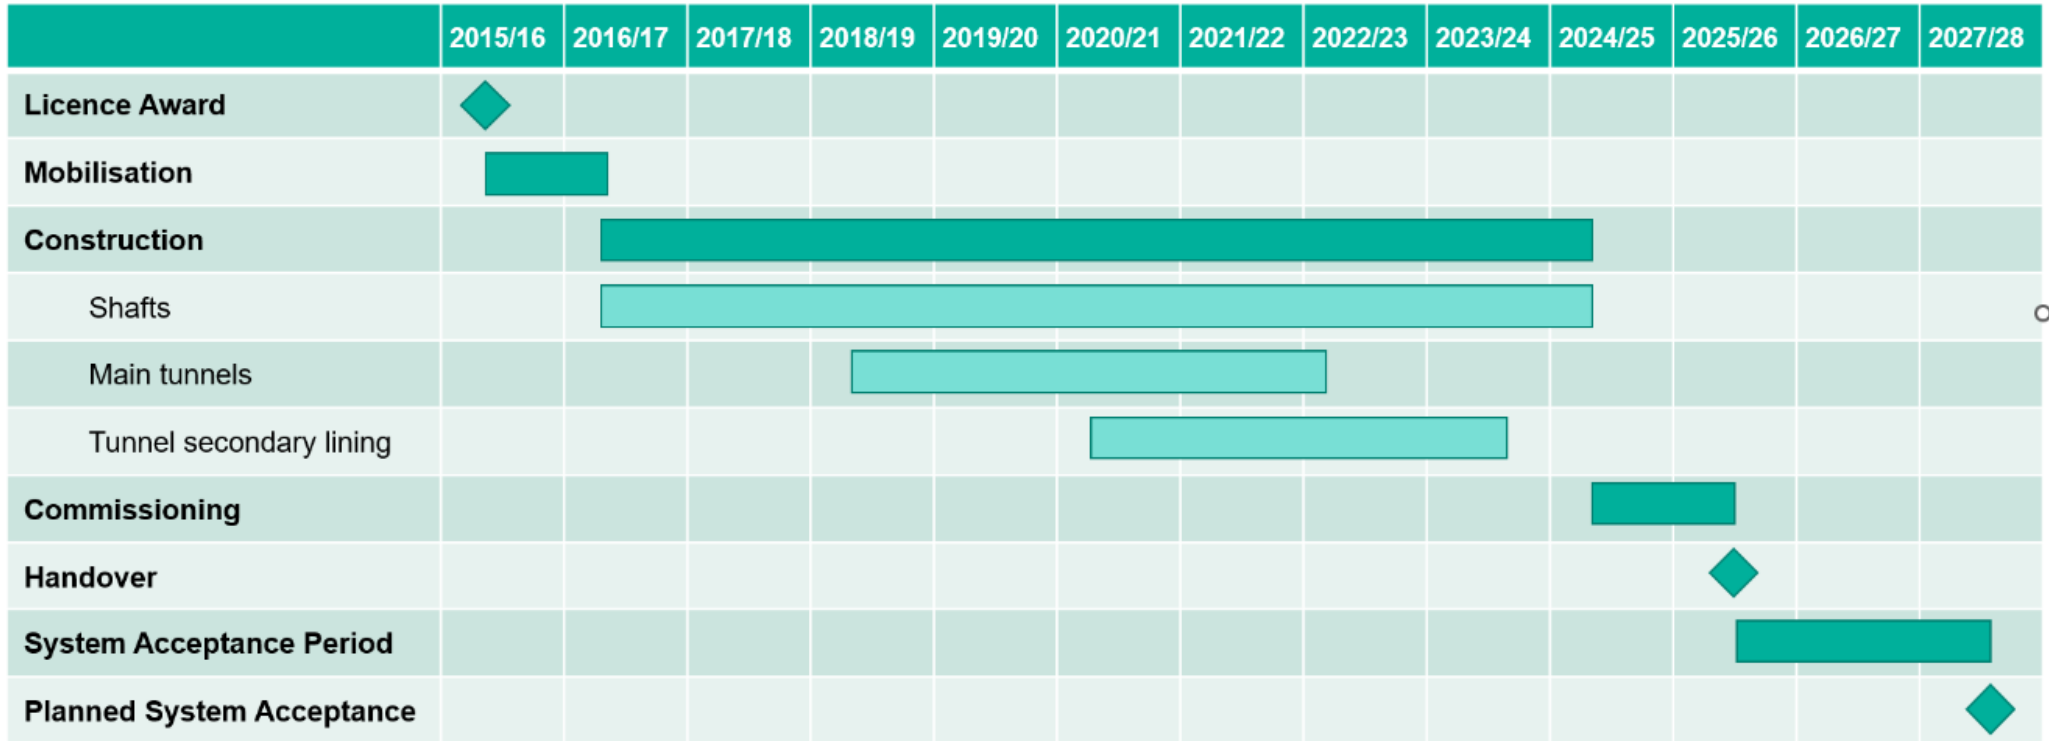 2015/16 2016/17 2017/18 2018/19 2019/20 2020/21 2021/22 2022/23 2023/24 2024/25 2025/26 2026/27 2027/28
Licence Award
Mobilisation
Construction
Shafts
Main tunnels
Tunnel secondary lining
Commissioning
Handover
System Acceptance Period
Planned System Acceptance